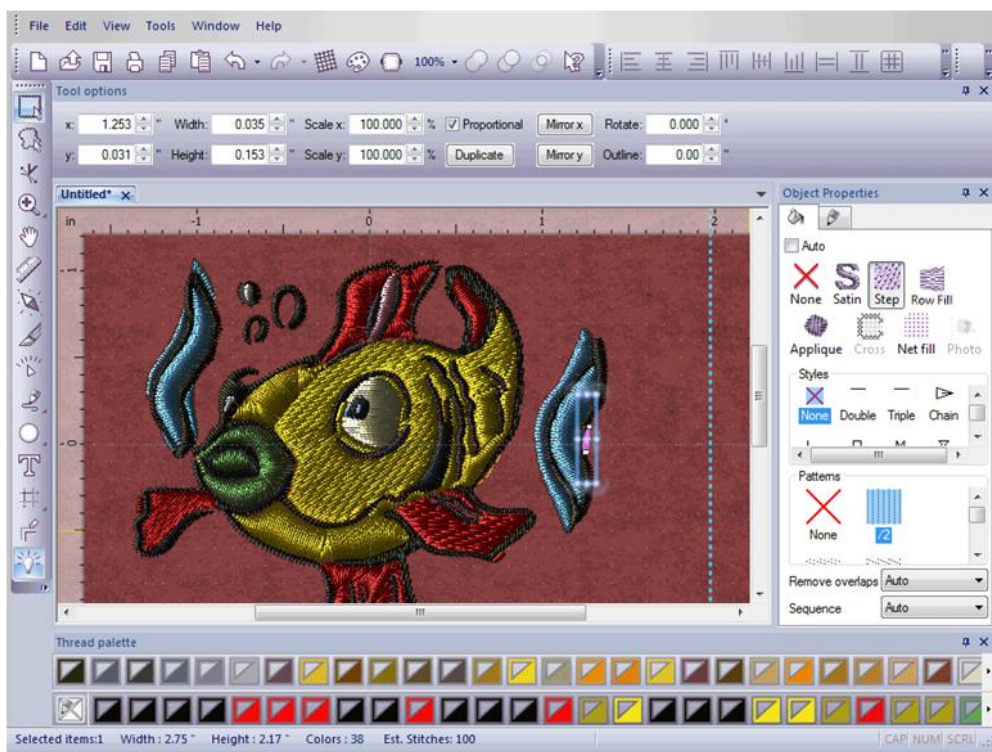 File Edit View Tools Window Help
100%
Tool options
x: 1.253 " Width: 0.035 " Scale x: 100.000 % Proportional Mirror x Rotate: 0.000 °
y: 0.031 " Height: 0.153 " Scale y: 100.000 % Duplicate Mirror y Outline: 0.00 "
Untitled* x
Object Properties
in -1 0 1 2
1
0
Auto
None Satin Step Row Fill
Applique Cross Net fill Photo
Styles
None Double Triple Chain
Patterns
None /2
Remove overlaps Auto
Sequence Auto
Thread palette
Selected items:1 Width : 2.75 " Height : 2.17 " Colors : 38 Est. Stitches: 100 CAP NUM SCRL